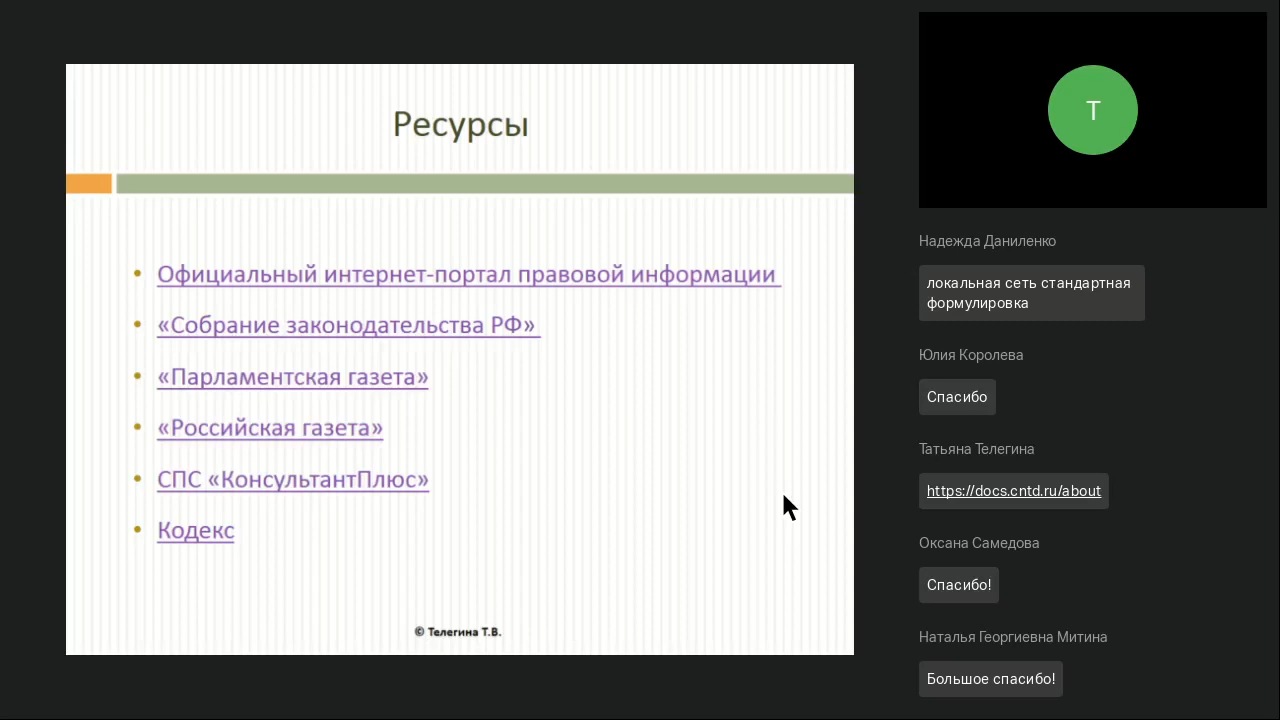 Ресурсы
Официальный интернет-портал правовой информации
«Собрание законодательства РФ»
«Парламентская газета»
«Российская газета»
СПС «КонсультантПлюс»
Кодекс
© Телегина Т.В.
T
Надежда Даниленко
локальная сеть стандартная
формулировка
Юлия Королева
Спасибо
Татьяна Телегина
https://docs.cntd.ru/about
Оксана Самедова
Спасибо!
Наталья Георгиевна Митина
Большое спасибо!